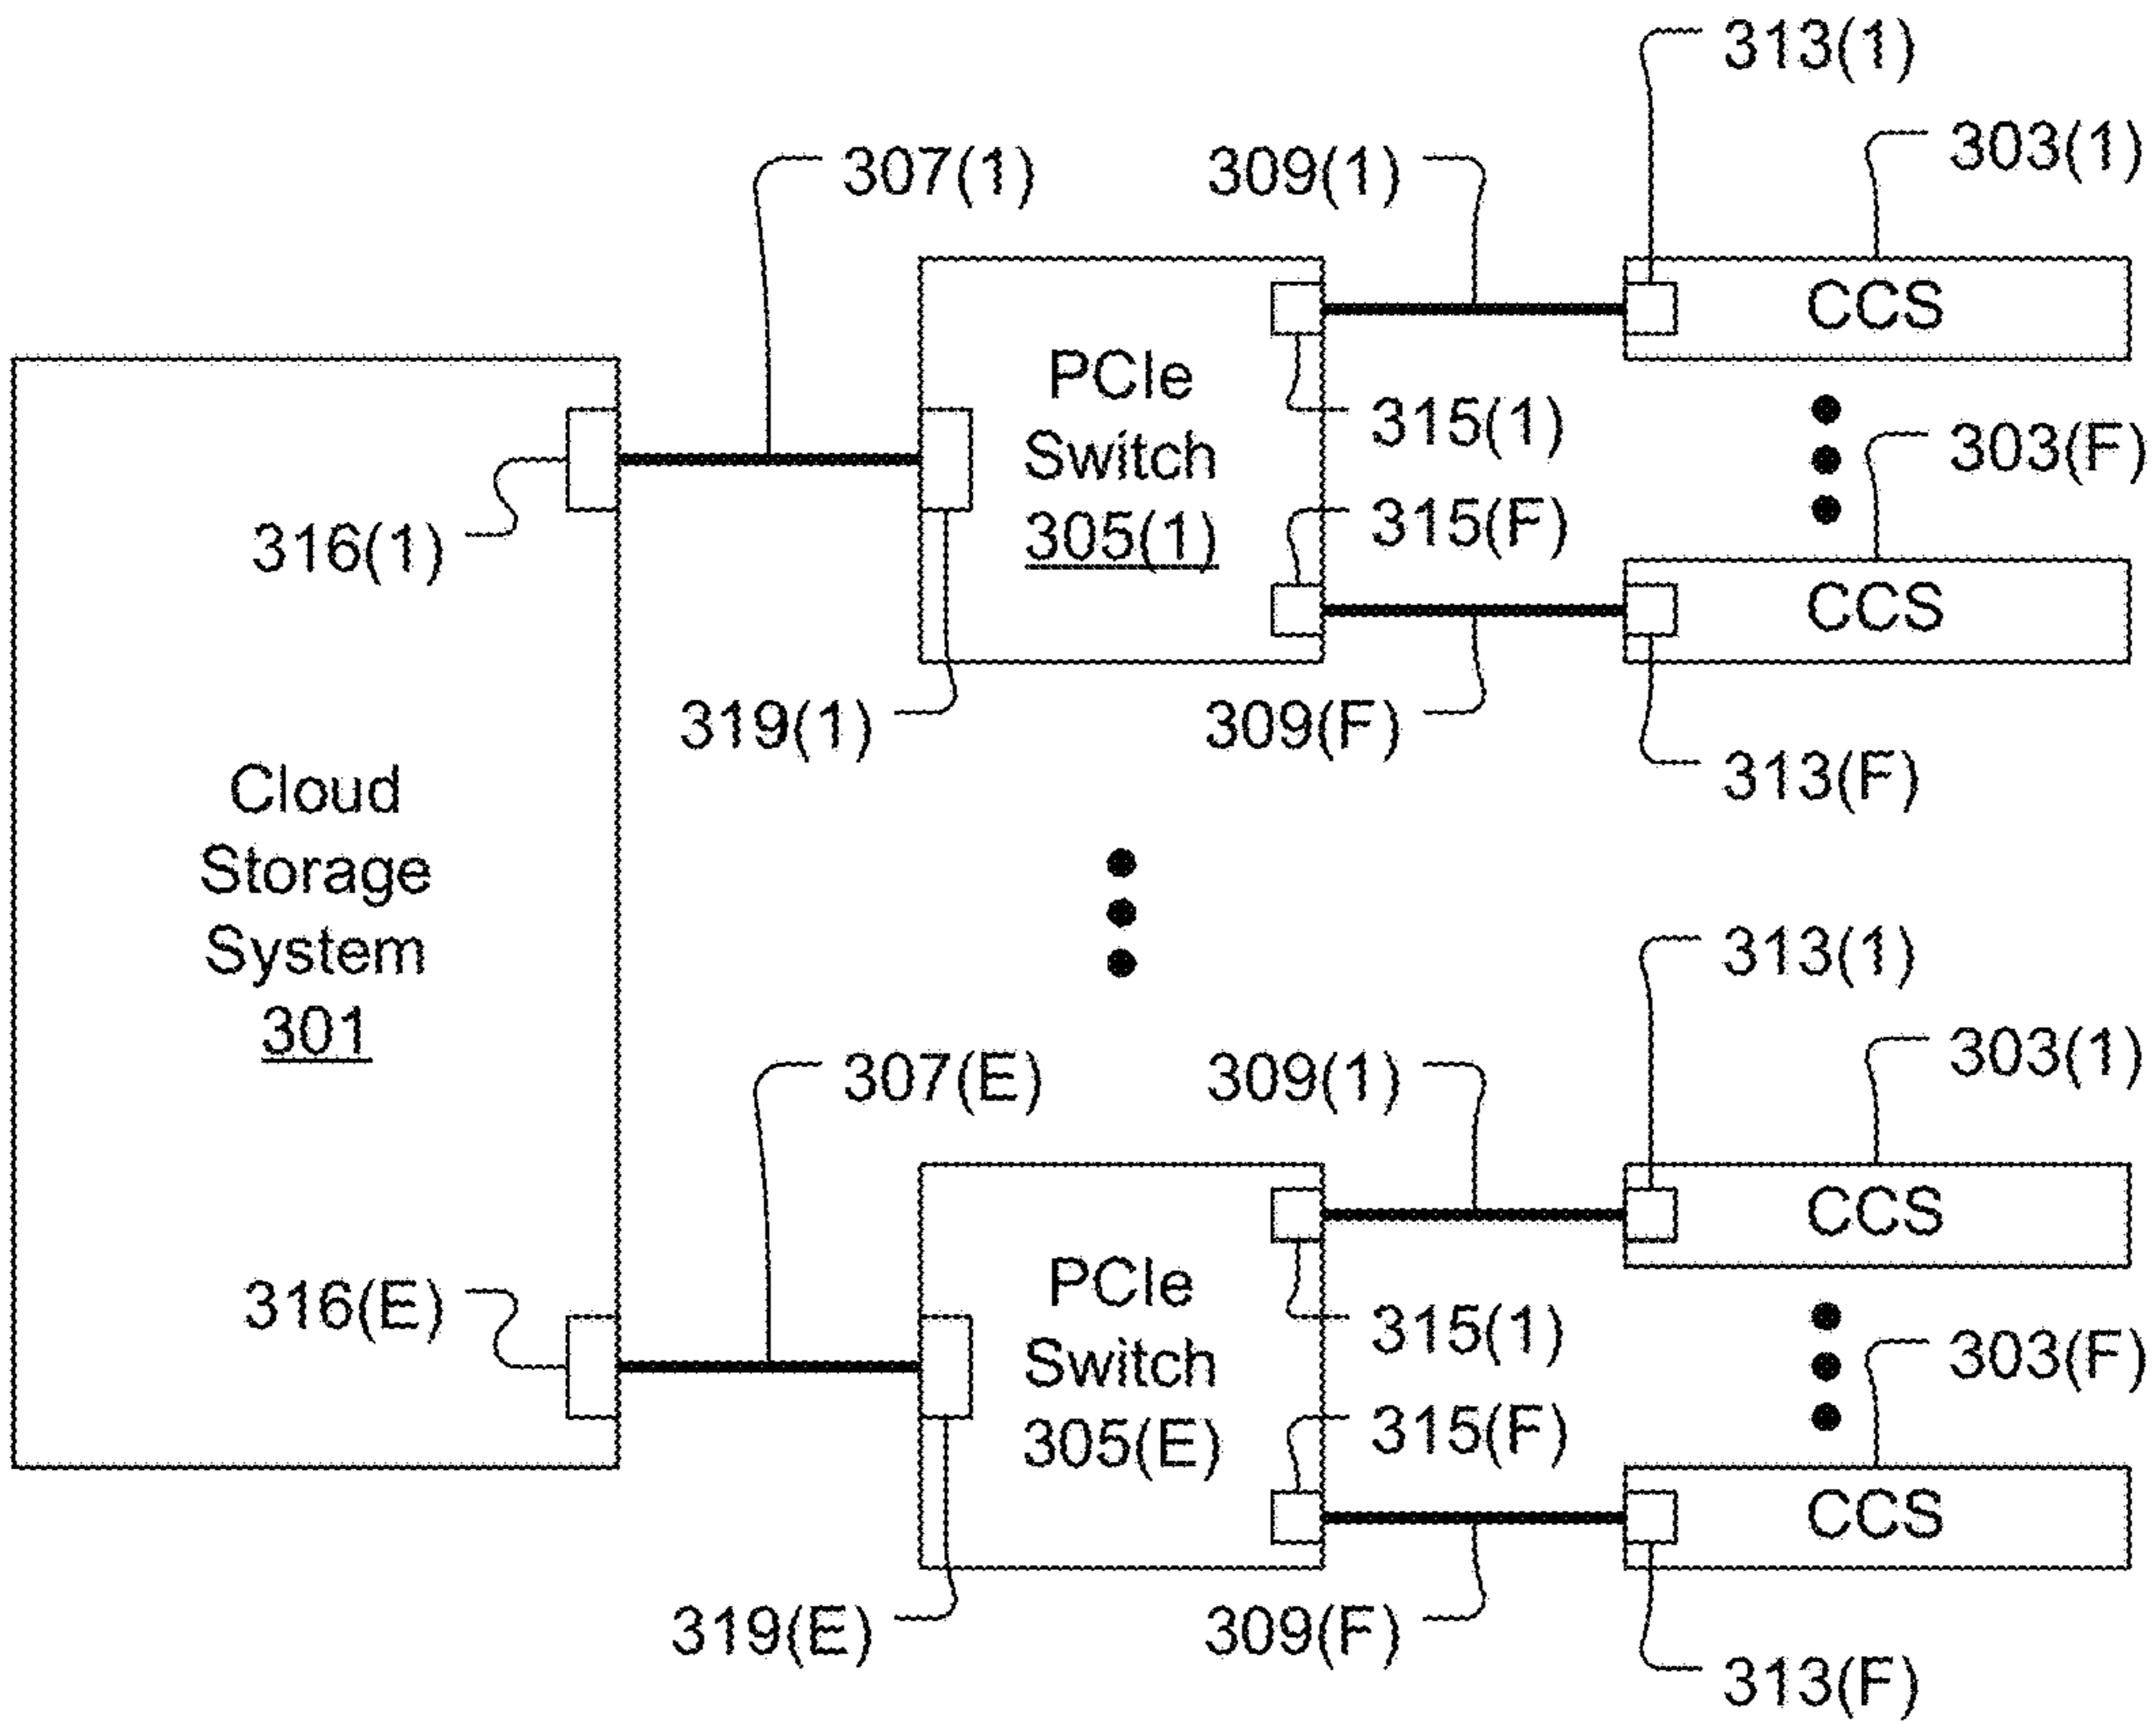 313(1)
303(1)
307(1)
309(1)
CCS
PCIe
Switch
305(1)
315(1)
303(F)
315(F)
316(1)
CCS
319(1)
309(F)
313(F)
Cloud
Storage
System
301
313(1)
303(1)
307(E)
309(1)
CCS
PCIe
Switch
305(E)
316(E)
315(1)
303(F)
315(F)
CCS
319(E)
309(F)
313(F)